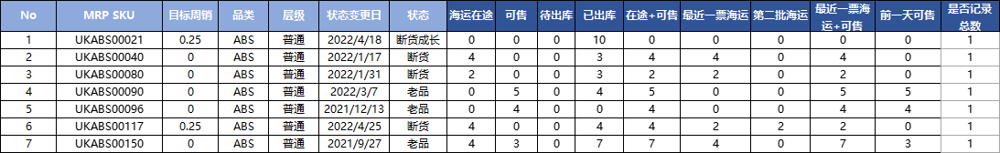 No MRP SKU 目标周销 品类 层级 状态变更日 状态 海运在途 可售 待出库 已出库 在途+可售 最近一票海运 第二批海运 最近一票海运+可售 前一天可售 是否记录总数
1 UKABS00021 0.25 ABS 普通 2022/4/18 断货成长 0 0 0 10 0 0 0 0 0 1
2 UKABS00040 0 ABS 普通 2022/1/17 断货 4 0 0 3 4 4 0 4 0 1
3 UKABS00080 0 ABS 普通 2022/1/31 断货 2 0 0 3 2 2 0 2 0 1
4 UKABS00090 0 ABS 普通 2022/3/7 老品 0 5 0 4 5 0 0 5 5 1
5 UKABS00096 0 ABS 普通 2021/12/13 老品 0 4 0 0 4 0 0 4 4 1
6 UKABS00117 0.25 ABS 普通 2022/4/25 断货 4 0 0 4 4 2 2 2 0 1
7 UKABS00150 0 ABS 普通 2021/9/27 老品 4 3 0 7 7 4 0 7 3 1